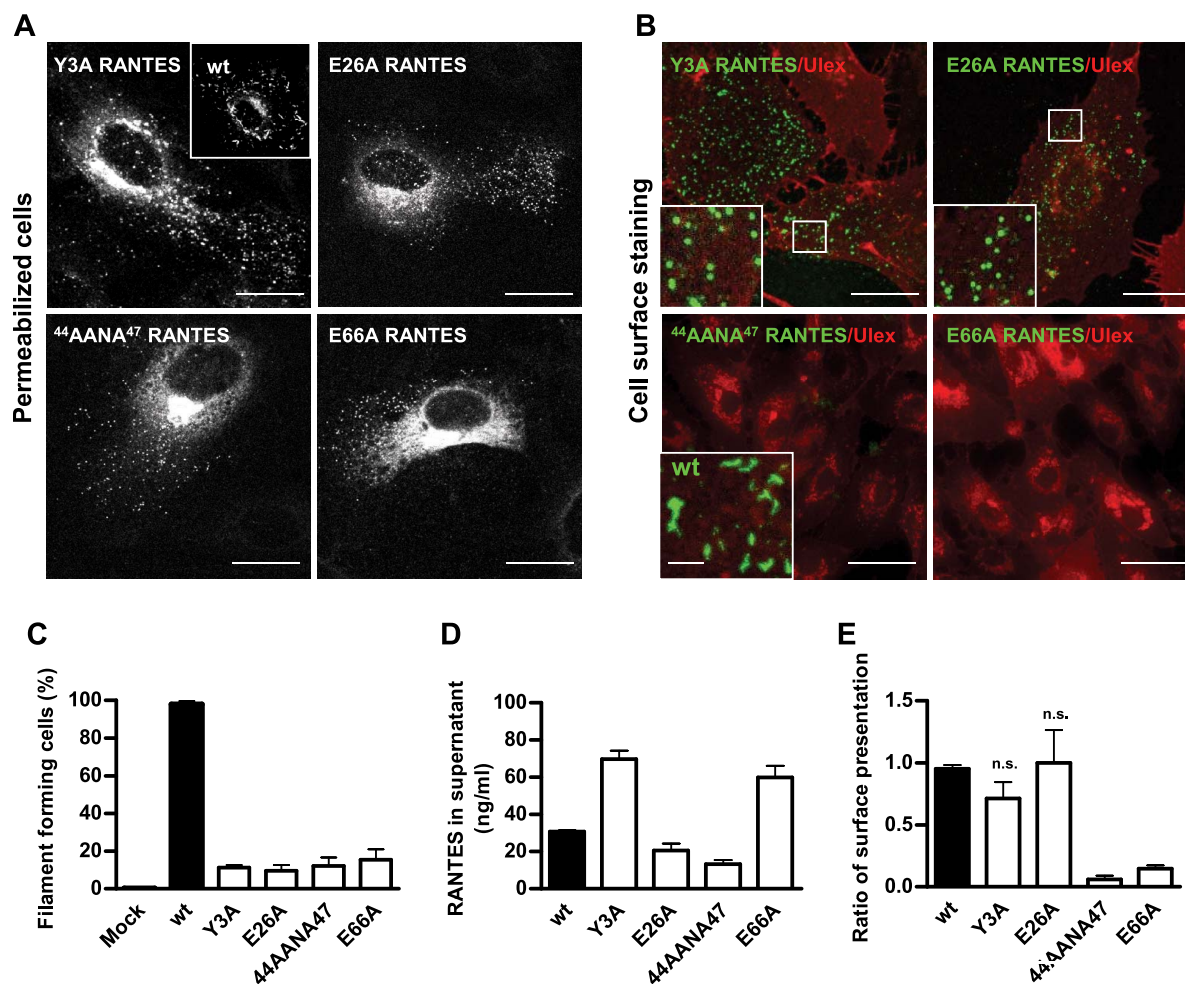 A
B
Permeabilized cells
Y3A RANTES
wt
E26A RANTES
⁴⁴AANA⁴⁷ RANTES
E66A RANTES
Cell surface staining
Y3A RANTES/Ulex
E26A RANTES/Ulex
⁴⁴AANA⁴⁷ RANTES/Ulex
wt
E66A RANTES/Ulex
C
Filament forming cells (%)
100
80
60
40
20
0
Mock
wt
Y3A
E26A
44AANA47
E66A
D
RANTES in supernatant
(ng/ml)
100
80
60
40
20
0
wt
Y3A
E26A
44AANA47
E66A
E
Ratio of surface presentation
1.5
1.0
0.5
0.0
n.s.
n.s.
wt
Y3A
E26A
44AANA47
E66A